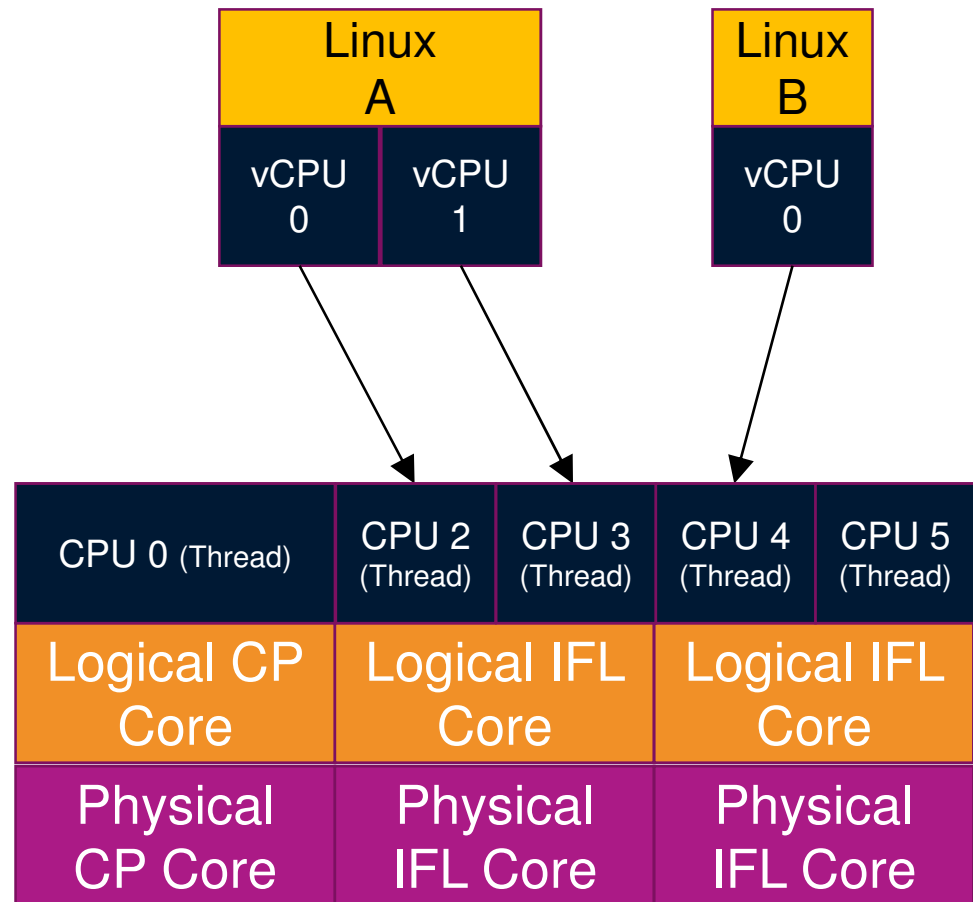 Linux
A
Linux
B
vCPU
0
vCPU
1
vCPU
0
CPU 0 (Thread)
CPU 2
(Thread)
CPU 3
(Thread)
CPU 4
(Thread)
CPU 5
(Thread)
Logical CP
Core
Logical IFL
Core
Logical IFL
Core
Physical
CP Core
Physical
IFL Core
Physical
IFL Core